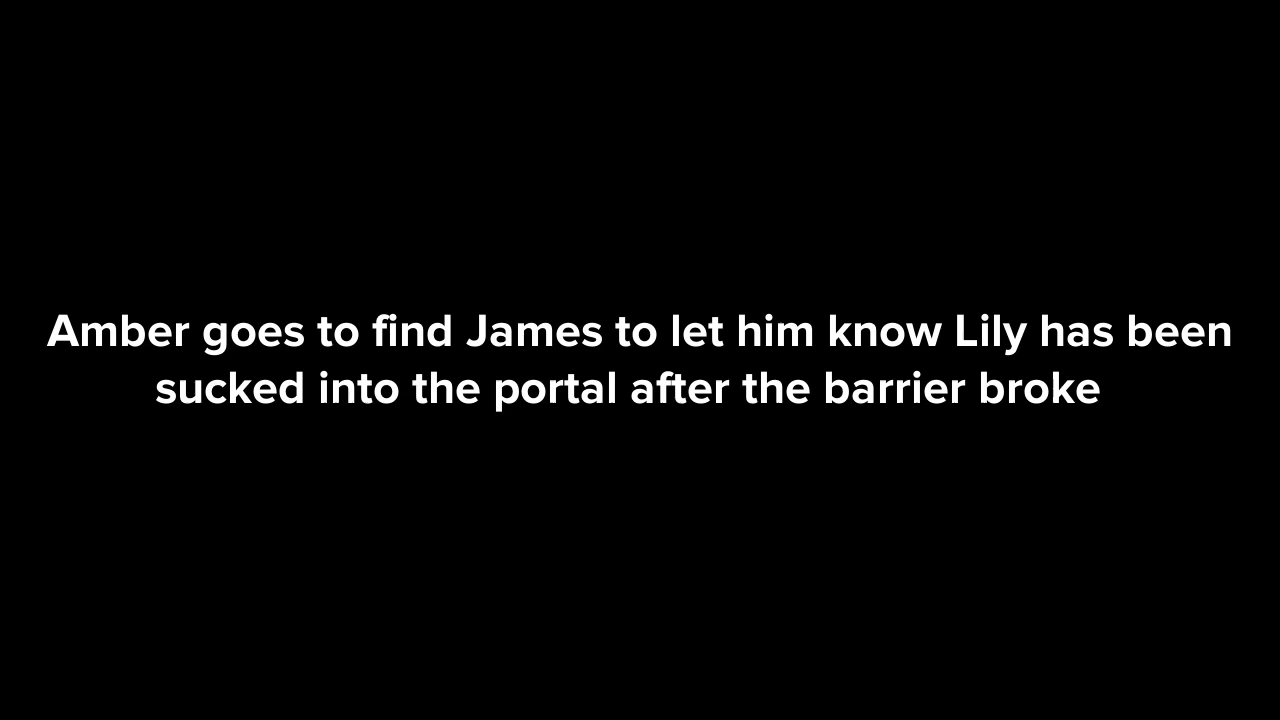 Amber goes to find James to let him know Lily has been
sucked into the portal after the barrier broke